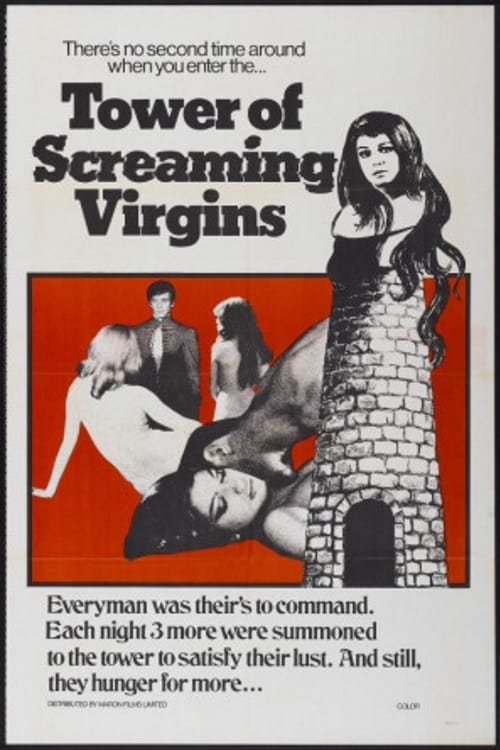 There's no second time around
when you enter the...
Tower of
Screaming
Virgins
Everyman was their's to command.
Each night 3 more were summoned
to the tower to satisfy their lust. And still,
they hunger for more...
DISTRIBUTED BY MARON FILMS LIMITED
COLOR